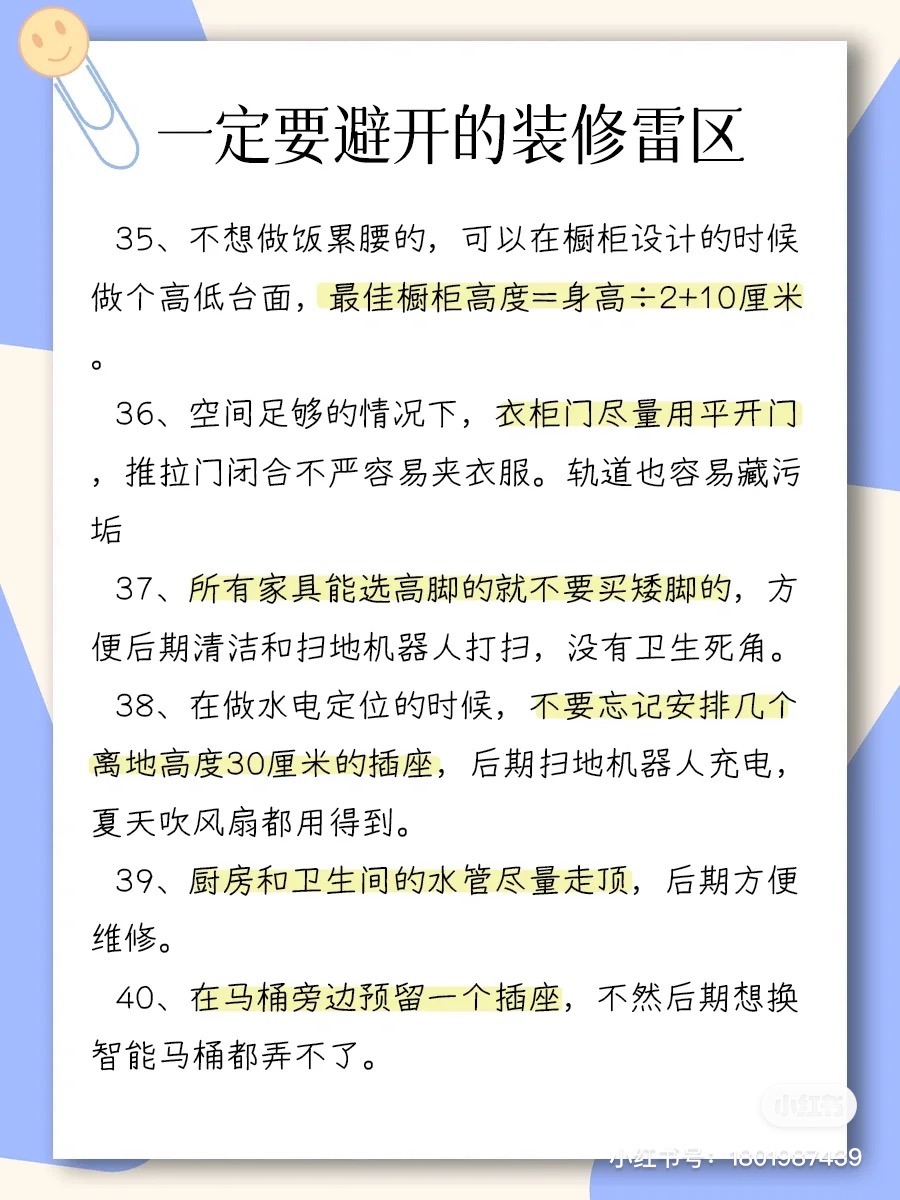 一定要避开的装修雷区
35、不想做饭累腰的，可以在橱柜设计的时候
做个高低台面，最佳橱柜高度＝身高÷2+10厘米
。
36、空间足够的情况下，衣柜门尽量用平开门
，推拉门闭合不严容易夹衣服。轨道也容易藏污
垢
37、所有家具能选高脚的就不要买矮脚的，方
便后期清洁和扫地机器人打扫，没有卫生死角。
38、在做水电定位的时候，不要忘记安排几个
离地高度30厘米的插座，后期扫地机器人充电，
夏天吹风扇都用得到。
39、厨房和卫生间的水管尽量走顶，后期方便
维修。
40、在马桶旁边预留一个插座，不然后期想换
智能马桶都弄不了。
小红书
小红书号：1801987439